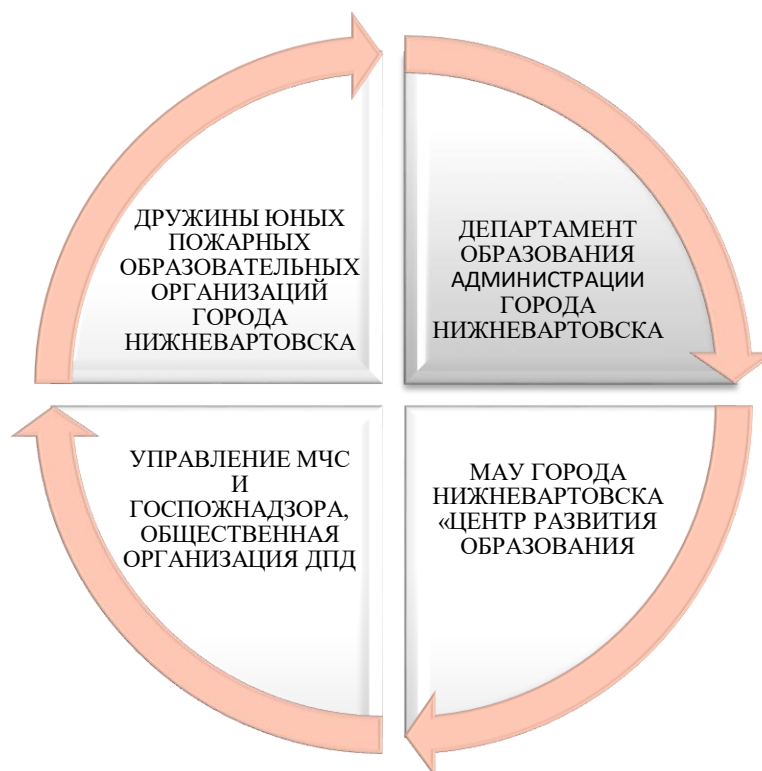 ДРУЖИНЫ ЮНЫХ
ПОЖАРНЫХ
ОБРАЗОВАТЕЛЬНЫХ
ОРГАНИЗАЦИЙ
ГОРОДА
НИЖНЕВАРТОВСКА
ДЕПАРТАМЕНТ
ОБРАЗОВАНИЯ
АДМИНИСТРАЦИИ
ГОРОДА
НИЖНЕВАРТОВСКА
УПРАВЛЕНИЕ МЧС
И
ГОСПОЖНАДЗОРА,
ОБЩЕСТВЕННАЯ
ОРГАНИЗАЦИЯ ДПД
МАУ ГОРОДА
НИЖНЕВАРТОВСКА
«ЦЕНТР РАЗВИТИЯ
ОБРАЗОВАНИЯ